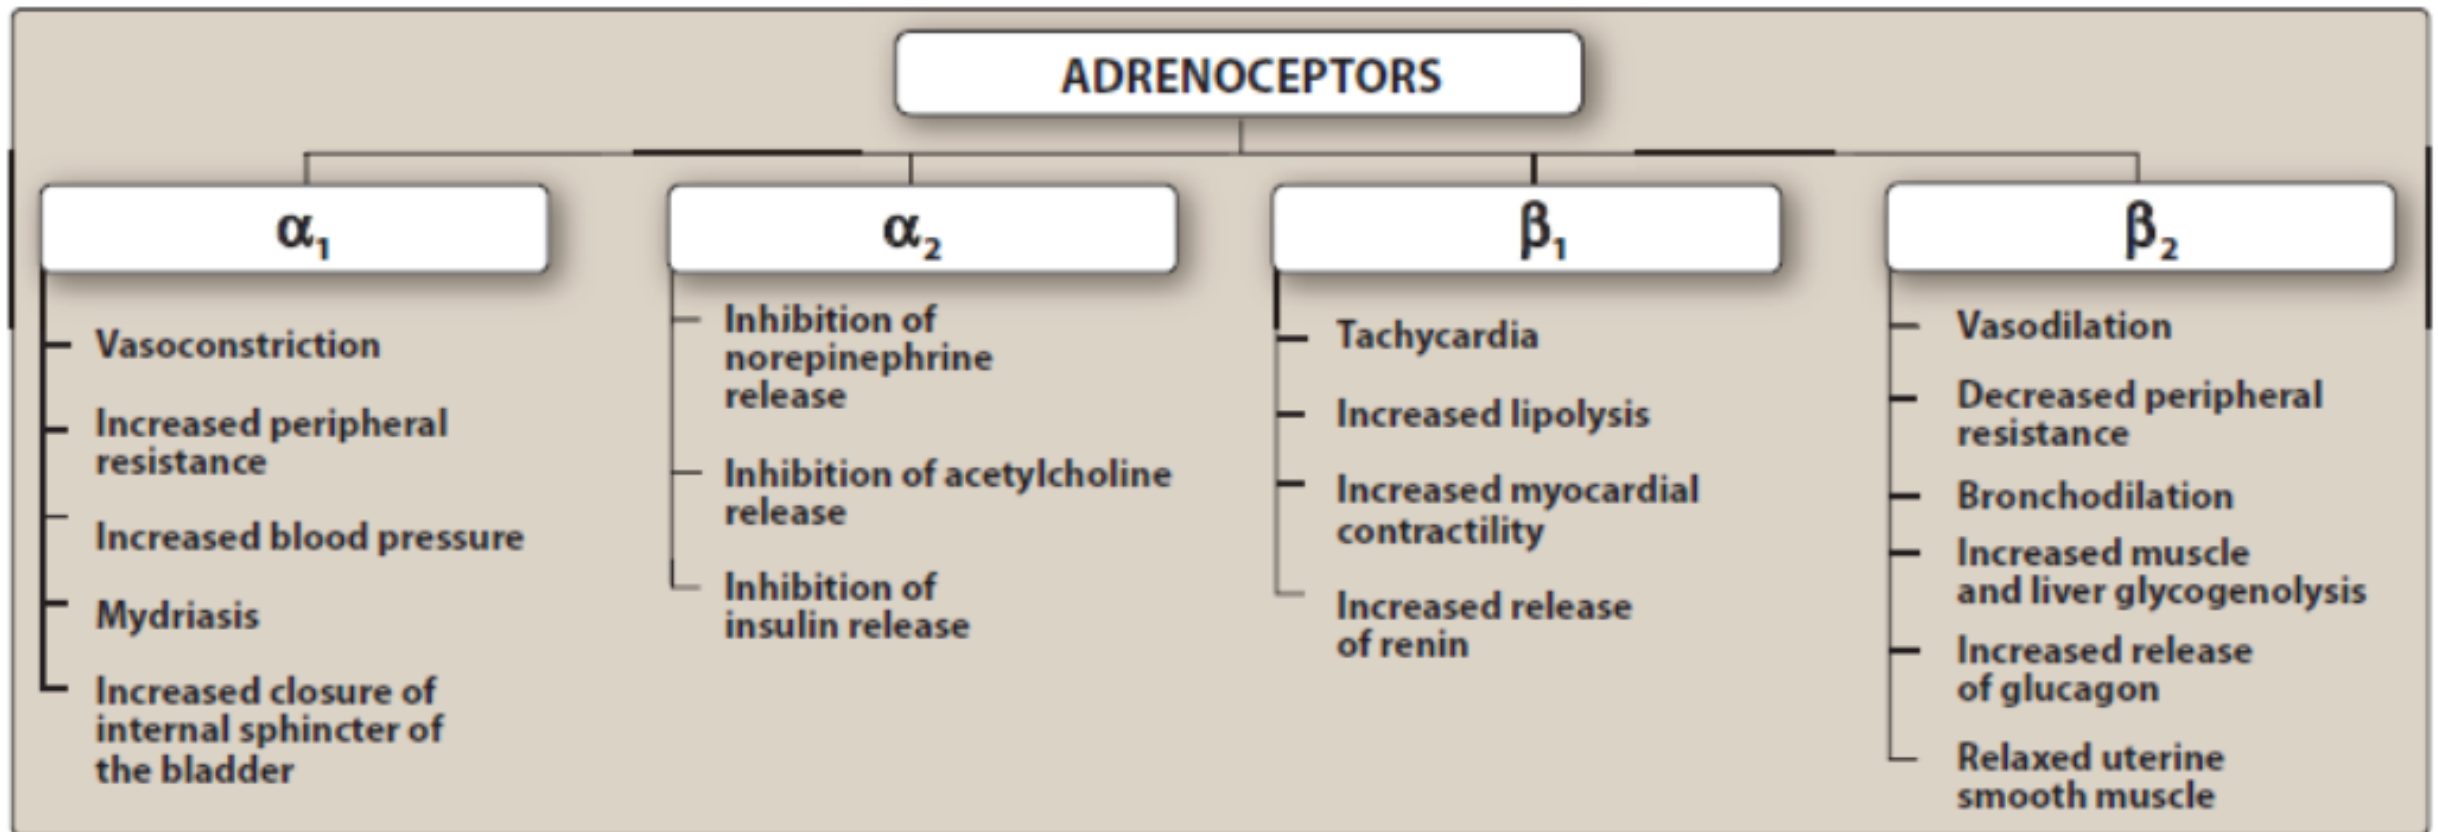 ADRENOCEPTORS
α₁
Vasoconstriction
Increased peripheral
resistance
Increased blood pressure
Mydriasis
Increased closure of
internal sphincter of
the bladder
α₂
Inhibition of
norepinephrine
release
Inhibition of acetylcholine
release
Inhibition of
insulin release
β₁
Tachycardia
Increased lipolysis
Increased myocardial
contractility
Increased release
of renin
β₂
Vasodilation
Decreased peripheral
resistance
Bronchodilation
Increased muscle
and liver glycogenolysis
Increased release
of glucagon
Relaxed uterine
smooth muscle